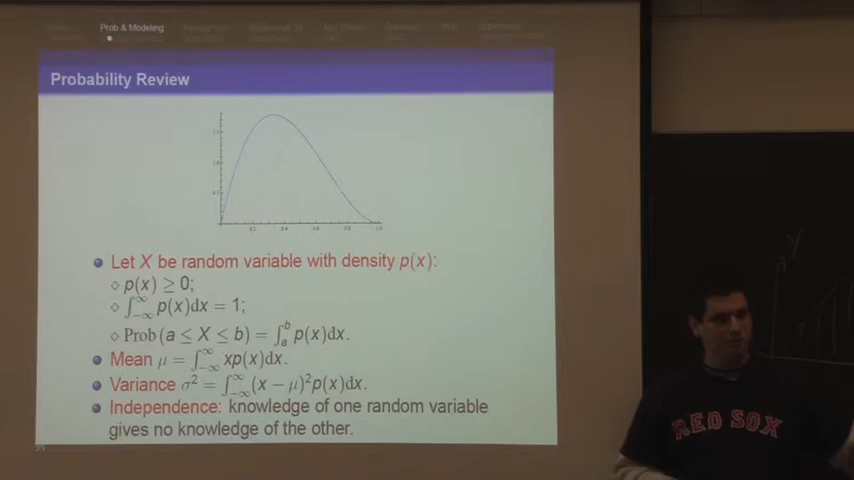 Prob & Modeling
Probability Review
Let X be random variable with density p(x):
◇ p(x) ≥ 0;
◇ ∫_{-∞}^{∞} p(x)dx = 1;
◇ Prob(a ≤ X ≤ b) = ∫_a^b p(x)dx.
Mean μ = ∫_{-∞}^{∞} xp(x)dx.
Variance σ² = ∫_{-∞}^{∞} (x − μ)²p(x)dx.
Independence: knowledge of one random variable
gives no knowledge of the other.
Y
RED SOX